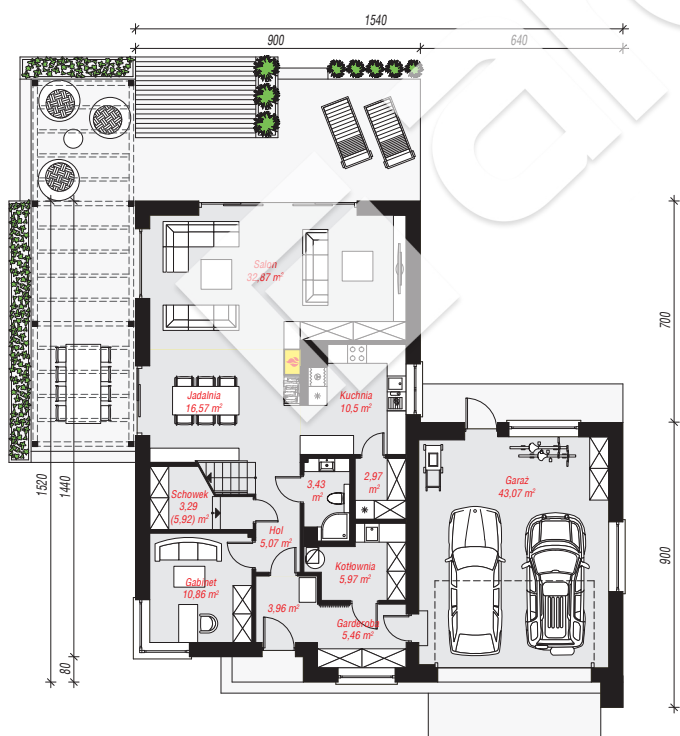 1540
900
640
Salon
32,87 m²
700
Jadalnia
16,57 m²
Kuchnia
10,5 m²
1520
1440
Schowek
3,29
(5,92) m²
3,43
m²
2,97
m²
Garaż
43,07 m²
Hol
5,07 m²
900
Gabinet
10,86 m²
Kotłownia
5,97 m²
3,96 m²
Garderoba
5,46 m²
80